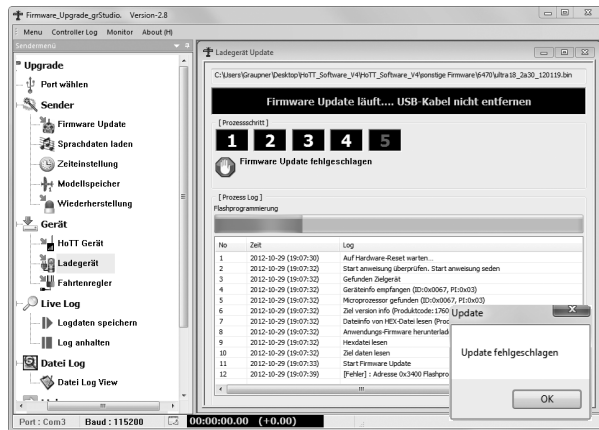 Firmware_Upgrade_grStudio. Version-2.8
Menu Controller Log Monitor About (H)
Sendermenü
Upgrade
Port wählen
Sender
Firmware Update
Sprachdaten laden
Zeiteinstellung
Modellspeicher
Wiederherstellung
Gerät
HoTT Gerät
Ladegerät
Fahrtenregler
Live Log
Logdaten speichern
Log anhalten
Datei Log
Datei Log View
Port : Com3 Baud : 115200 00:00:00.00 (+0.00)
Ladegerät Update
C:\Users\Graupner\Desktop\HoTT_Software_V4\HoTT_Software_V4\sonstige Firmware\6470\ultra18_2a30_120119.bin
Firmware Update läuft.... USB-Kabel nicht entfernen
[ Prozessschritt ]
1 2 3 4 5
Firmware Update fehlgeschlagen
[ Prozess Log ]
Flashprogrammierung
No Zeit Log
1 2012-10-29 (19:07:30) Auf Hardware-Reset warten...
2 2012-10-29 (19:07:32) Start anweisung überprüfen. Start anweisung seden
3 2012-10-29 (19:07:32) Gefunden Zielgerät
4 2012-10-29 (19:07:32) Geräteinfo empfangen (ID:0x0067, PI:0x03)
5 2012-10-29 (19:07:32) Microprozessor gefunden (ID:0x0067, PI:0x03)
6 2012-10-29 (19:07:32) Ziel version info (Produktcode:1760
7 2012-10-29 (19:07:32) Dateinfo von HEX-Datei lesen (Proc
8 2012-10-29 (19:07:32) Anwendungs-Firmware herunterlad
9 2012-10-29 (19:07:32) Hexdatei lesen
10 2012-10-29 (19:07:32) Ziel daten lesen
11 2012-10-29 (19:07:33) Start Firmware Update
12 2012-10-29 (19:07:39) [Fehler] : Adresse 0x3400 Flashpro
Update
Update fehlgeschlagen
OK